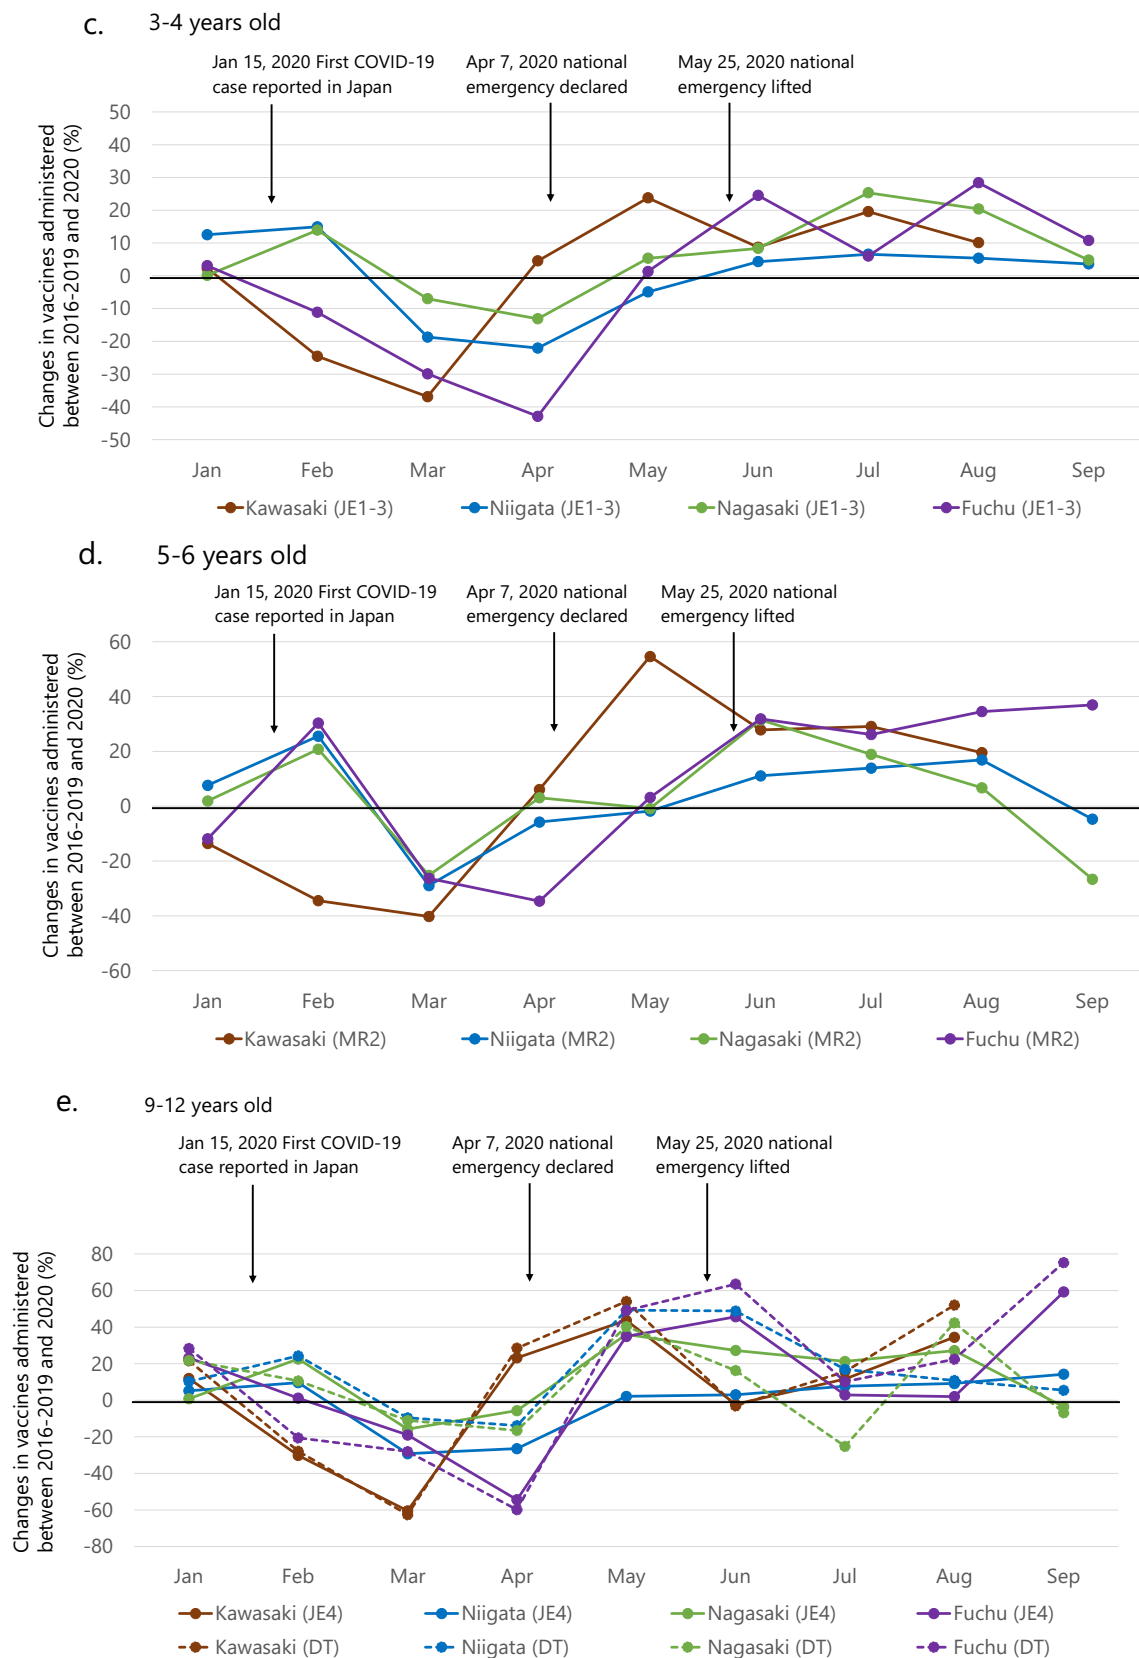 c. 3-4 years old
Jan 15, 2020 First COVID-19
case reported in Japan
Apr 7, 2020 national
emergency declared
May 25, 2020 national
emergency lifted
Changes in vaccines administered
between 2016-2019 and 2020 (%)
50
40
30
20
10
0
-10
-20
-30
-40
-50
Jan Feb Mar Apr May Jun Jul Aug Sep
Kawasaki (JE1-3) Niigata (JE1-3) Nagasaki (JE1-3) Fuchu (JE1-3)
d. 5-6 years old
Jan 15, 2020 First COVID-19
case reported in Japan
Apr 7, 2020 national
emergency declared
May 25, 2020 national
emergency lifted
Changes in vaccines administered
between 2016-2019 and 2020 (%)
60
40
20
0
-20
-40
-60
Jan Feb Mar Apr May Jun Jul Aug Sep
Kawasaki (MR2) Niigata (MR2) Nagasaki (MR2) Fuchu (MR2)
e. 9-12 years old
Jan 15, 2020 First COVID-19
case reported in Japan
Apr 7, 2020 national
emergency declared
May 25, 2020 national
emergency lifted
Changes in vaccines administered
between 2016-2019 and 2020 (%)
80
60
40
20
0
-20
-40
-60
-80
Jan Feb Mar Apr May Jun Jul Aug Sep
Kawasaki (JE4) Niigata (JE4) Nagasaki (JE4) Fuchu (JE4)
Kawasaki (DT) Niigata (DT) Nagasaki (DT) Fuchu (DT)